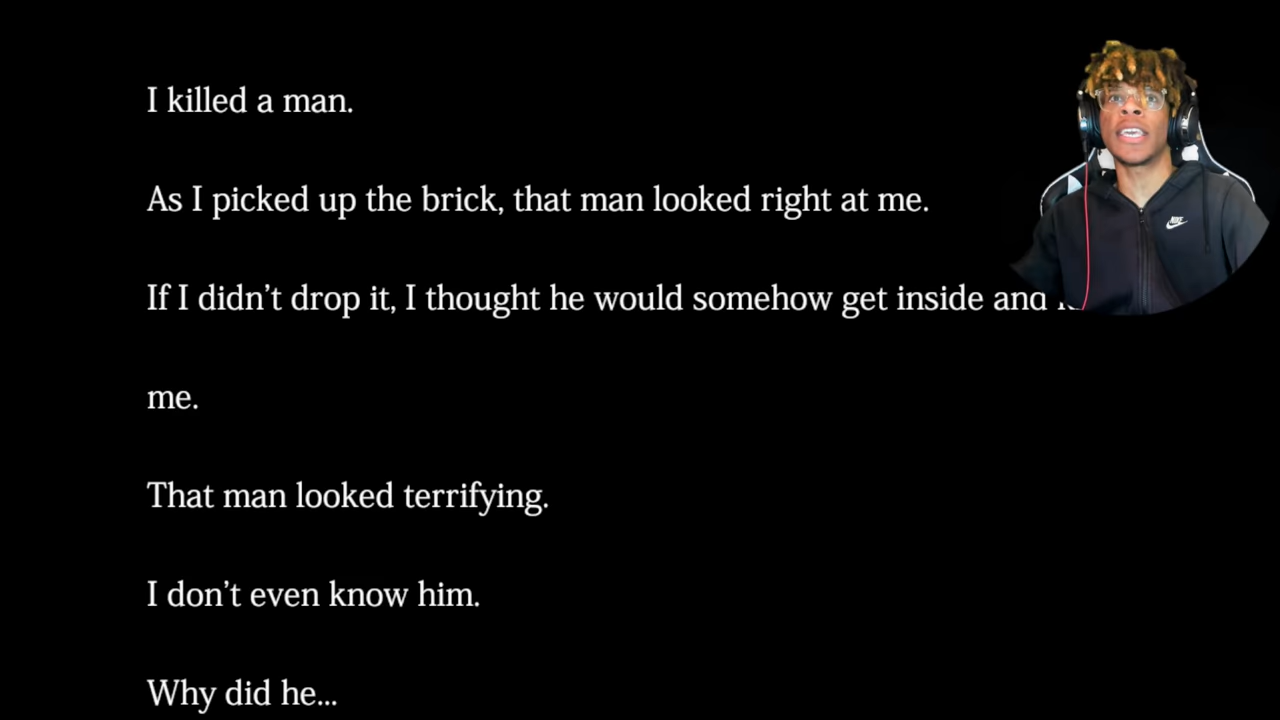 I killed a man.
As I picked up the brick, that man looked right at me.
If I didn’t drop it, I thought he would somehow get inside and
me.
That man looked terrifying.
I don’t even know him.
Why did he...
NIKE